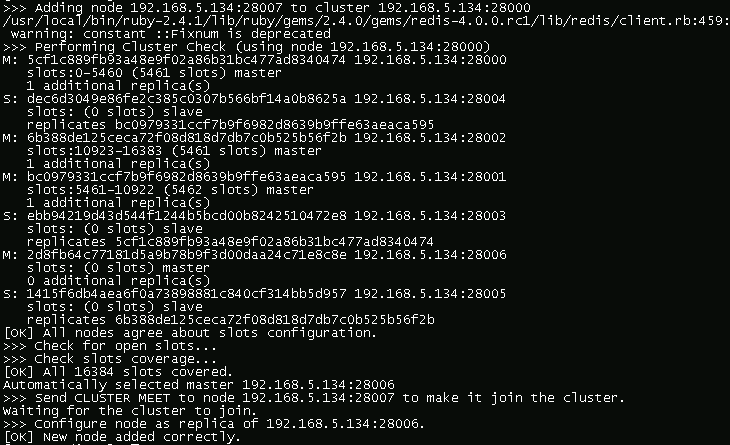 >>> Adding node 192.168.5.134:28007 to cluster 192.168.5.134:28000
/usr/local/bin/ruby-2.4.1/lib/ruby/gems/2.4.0/gems/redis-4.0.0.rc1/lib/redis/client.rb:459:
 warning: constant ::Fixnum is deprecated
>>> Performing Cluster Check (using node 192.168.5.134:28000)
M: 5cf1c889fb93a48e9f02a86b31bc477ad8340474 192.168.5.134:28000
   slots:0-5460 (5461 slots) master
   1 additional replica(s)
S: dec6d3049e86fe2c385c0307b566bf14a0b8625a 192.168.5.134:28004
   slots: (0 slots) slave
   replicates bc0979331ccf7b9f6982d8639b9ffe63aeaca595
M: 6b388de125ceca72f08d818d7db7c0b525b56f2b 192.168.5.134:28002
   slots:10923-16383 (5461 slots) master
   1 additional replica(s)
M: bc0979331ccf7b9f6982d8639b9ffe63aeaca595 192.168.5.134:28001
   slots:5461-10922 (5462 slots) master
   1 additional replica(s)
S: ebb94219d43d544f1244b5bcd00b8242510472e8 192.168.5.134:28003
   slots: (0 slots) slave
   replicates 5cf1c889fb93a48e9f02a86b31bc477ad8340474
M: 2d8fb64c77181d5a9b78b9f3d00daa24c71e8c8e 192.168.5.134:28006
   slots: (0 slots) master
   0 additional replica(s)
S: 1415f6db4aea6f0a73898881c840cf314bb5d957 192.168.5.134:28005
   slots: (0 slots) slave
   replicates 6b388de125ceca72f08d818d7db7c0b525b56f2b
[OK] All nodes agree about slots configuration.
>>> Check for open slots...
>>> Check slots coverage...
[OK] All 16384 slots covered.
Automatically selected master 192.168.5.134:28006
>>> Send CLUSTER MEET to node 192.168.5.134:28007 to make it join the cluster.
Waiting for the cluster to join.
>>> Configure node as replica of 192.168.5.134:28006.
[OK] New node added correctly.